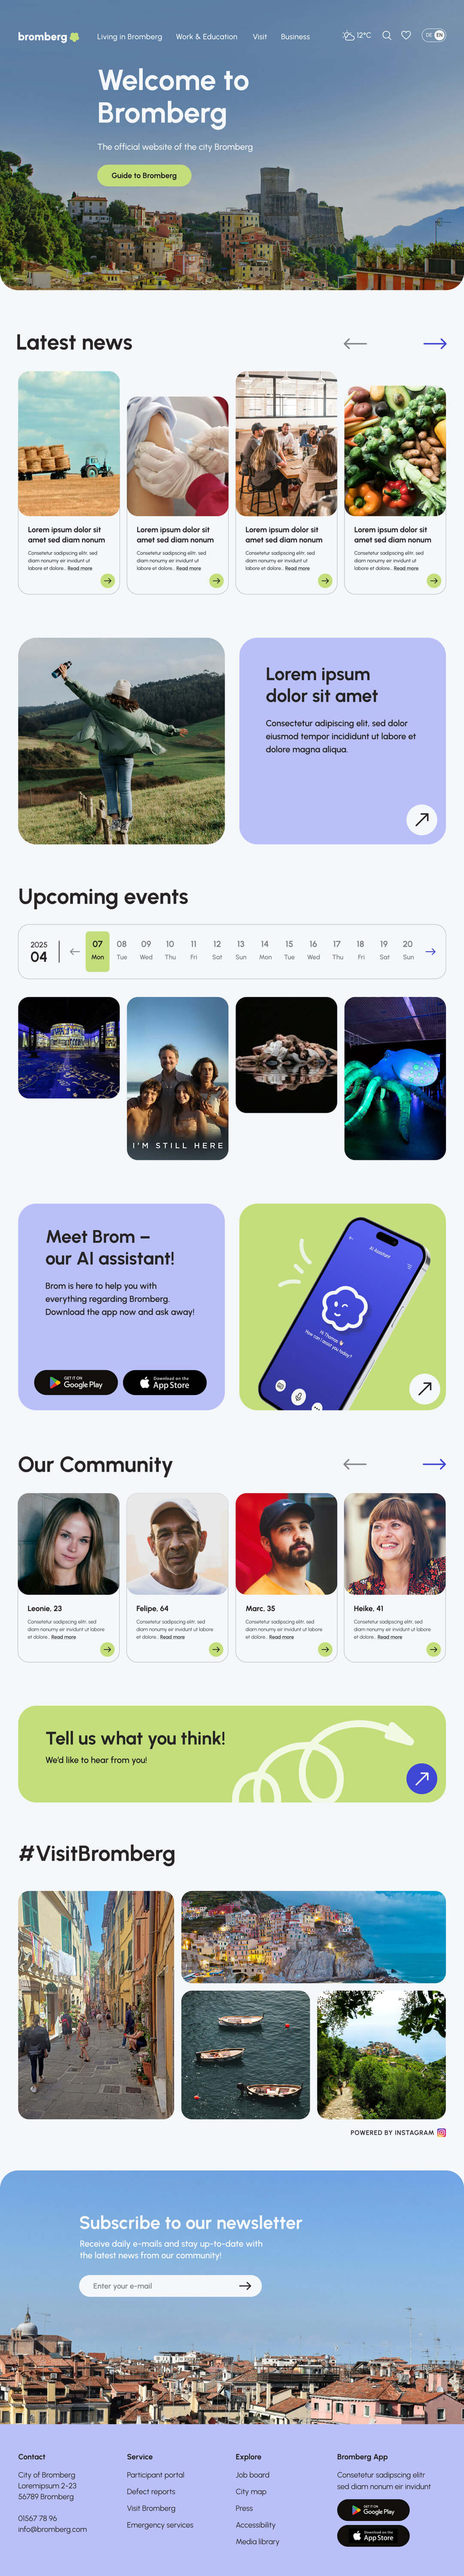 bromberg
Living in Bromberg Work & Education Visit Business
12°C
DE EN
Welcome to
Bromberg
The official website of the city Bromberg
Guide to Bromberg
Latest news
Lorem ipsum dolor sit
amet sed diam nonum
Consetetur sadipscing elitr, sed
diam nonumy eir invidunt ut
labore et dolore... Read more
Lorem ipsum dolor sit
amet sed diam nonum
Consetetur sadipscing elitr, sed
diam nonumy eir invidunt ut
labore et dolore... Read more
Lorem ipsum dolor sit
amet sed diam nonum
Consetetur sadipscing elitr, sed
diam nonumy eir invidunt ut
labore et dolore... Read more
Lorem ipsum dolor sit
amet sed diam nonum
Consetetur sadipscing elitr, sed
diam nonumy eir invidunt ut
labore et dolore... Read more
Lorem ipsum
dolor sit amet
Consectetur adipiscing elit, sed dolor
eiusmod tempor incididunt ut labore et
dolore magna aliqua.
Upcoming events
2025
04
07 08 09 10 11 12 13 14 15 16 17 18 19 20
Mon Tue Wed Thu Fri Sat Sun Mon Tue Wed Thu Fri Sat Sun
I'M STILL HERE
Meet Brom –
our AI assistant!
Brom is here to help you with
everything regarding Bromberg.
Download the app now and ask away!
GET IT ON
Google Play
Download on the
App Store
AI Assistant
Hi Thomas,
How can I assist you today?
Our Community
Leonie, 23
Consetetur sadipscing elitr, sed
diam nonumy eir invidunt ut labore
et dolore... Read more
Felipe, 64
Consetetur sadipscing elitr, sed
diam nonumy eir invidunt ut labore
et dolore... Read more
Marc, 35
Consetetur sadipscing elitr, sed
diam nonumy eir invidunt ut labore
et dolore... Read more
Heike, 41
Consetetur sadipscing elitr, sed
diam nonumy eir invidunt ut labore
et dolore... Read more
Tell us what you think!
We'd like to hear from you!
#VisitBromberg
POWERED BY INSTAGRAM
Subscribe to our newsletter
Receive daily e-mails and stay up-to-date with
the latest news from our community!
Enter your e-mail
Contact
City of Bromberg
Loremipsum 2-23
56789 Bromberg
01567 78 96
info@bromberg.com
Service
Participant portal
Defect reports
Visit Bromberg
Emergency services
Explore
Job board
City map
Press
Accessibility
Media library
Bromberg App
Consetetur sadipscing elitr
sed diam nonum eir invidunt
GET IT ON
Google Play
Download on the
App Store